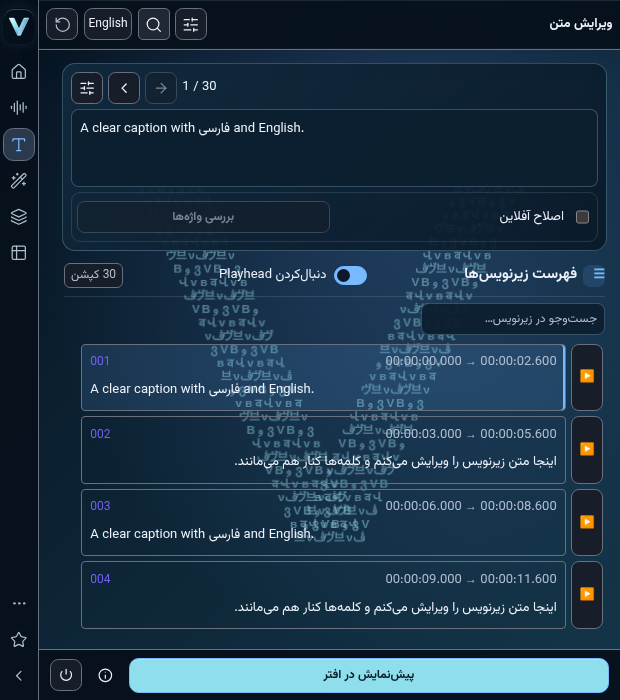 ویرایش متن
English
1 / 30
A clear caption with فارسی and English.
اصلاح آفلاین
بررسی واژه‌ها
فهرست زیرنویس‌ها
دنبال‌کردن Playhead
30 کپشن
جست‌وجو در زیرنویس...
001
00:00:00.000 → 00:00:02.600
A clear caption with فارسی and English.
002
00:00:03.000 → 00:00:05.600
اینجا متن زیرنویس را ویرایش می‌کنم و کلمه‌ها کنار هم می‌مانند.
003
00:00:06.000 → 00:00:08.600
A clear caption with فارسی and English.
004
00:00:09.000 → 00:00:11.600
اینجا متن زیرنویس را ویرایش می‌کنم و کلمه‌ها کنار هم می‌مانند.
پیش‌نمایش در افتر